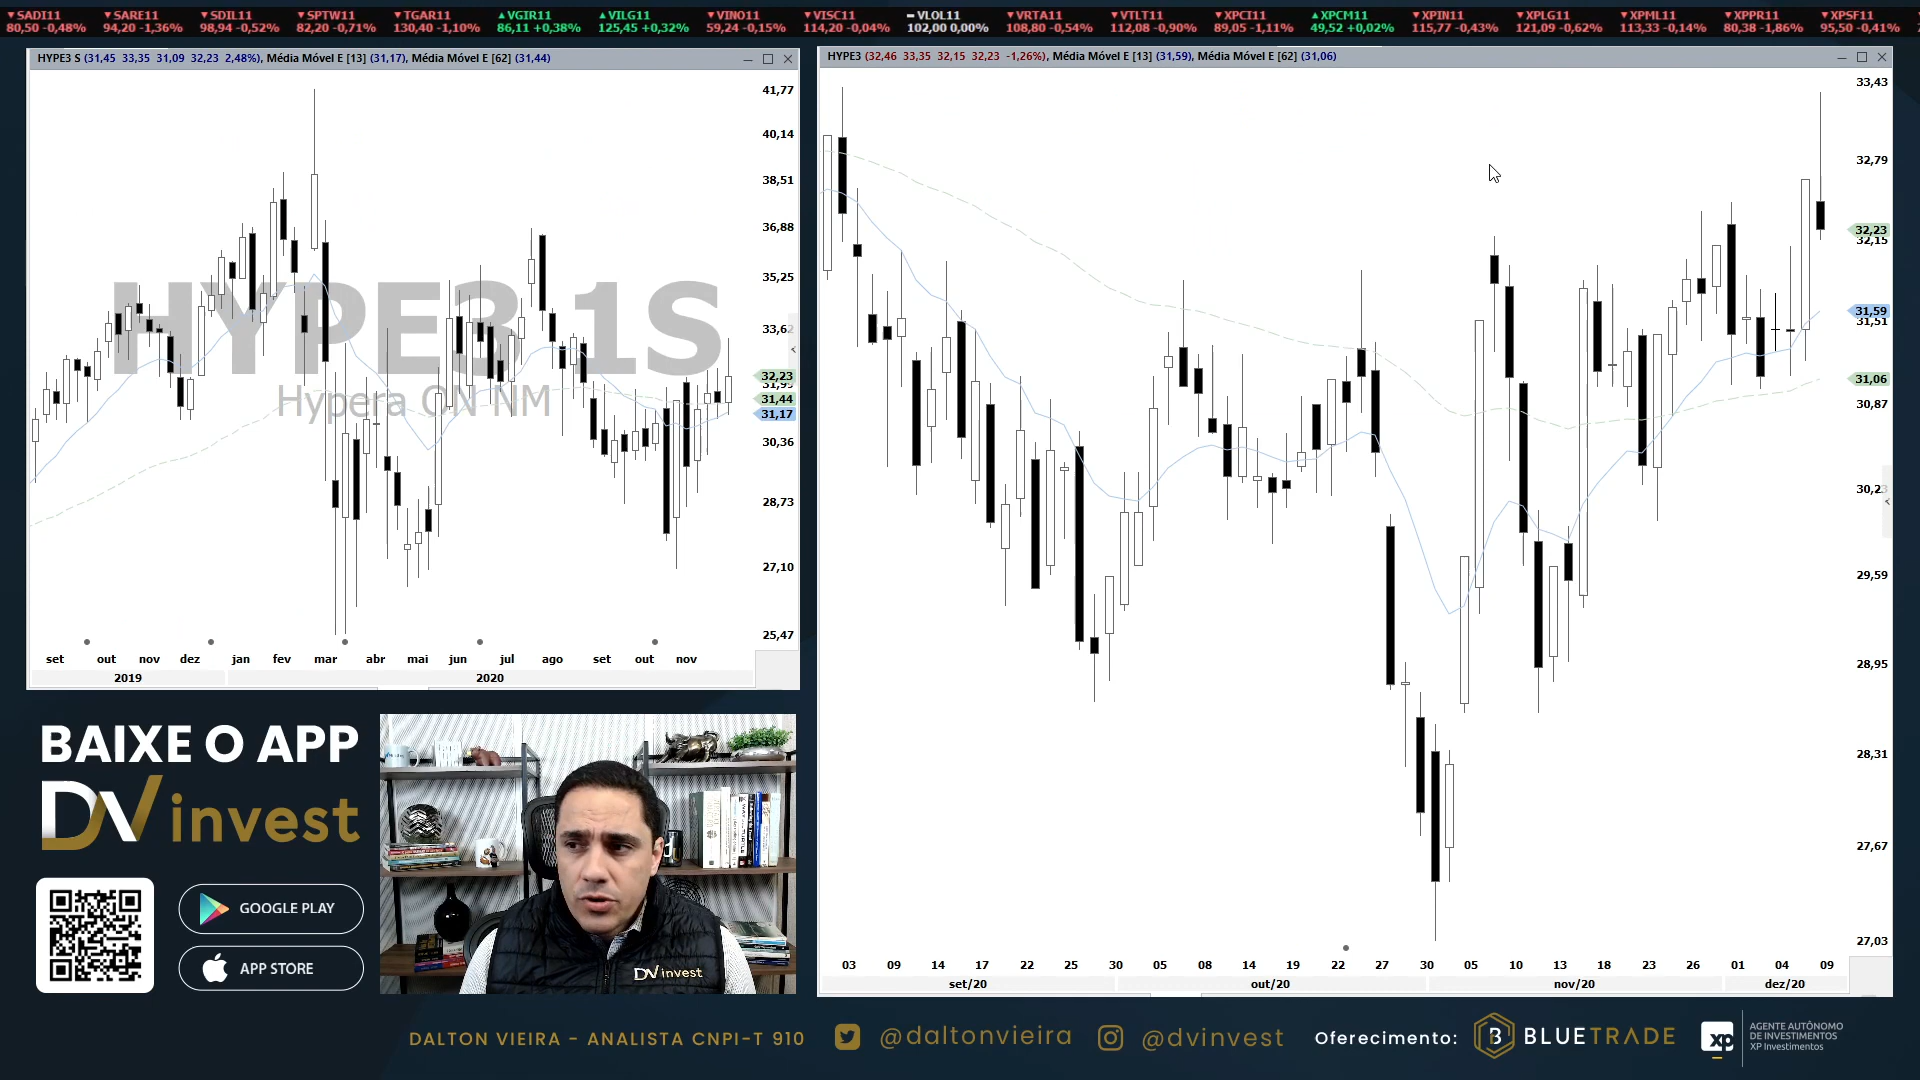 ▼SADI11 ▼SARE11 ▼SDIL11 ▼SPTW11 ▼TGAR11 ▲VGIR11 ▲VILG11 ▼VINO11 ▼VISC11 ▬VLOL11 ▼VRTA11 ▼VTLT11 ▼XPCI11 ▲XPCM11 ▼XPIN11 ▼XPLG11 ▼XPML11 ▼XPPR11 ▼XPSF11
80,50 -0,48% 94,20 -1,36% 98,94 -0,52% 82,20 -0,71% 130,40 -1,10% 86,11 +0,38% 125,45 +0,32% 59,24 -0,15% 114,20 -0,04% 102,00 0,00% 108,80 -0,54% 112,08 -0,90% 89,05 -1,11% 49,52 +0,02% 115,77 -0,43% 121,09 -0,62% 113,33 -0,14% 80,38 -1,86% 95,50 -0,41%
HYPE3 S (31,45 33,35 31,09 32,23 2,48%), Média Móvel E [13] (31,17), Média Móvel E [62] (31,44)
41,77
40,14
38,51
36,88
35,25
33,62
32,23
31,99
31,44
31,17
30,36
28,73
27,10
25,47
HYPE3 1S
Hypera ON NM
set out nov dez jan fev mar abr mai jun jul ago set out nov
2019 2020
HYPE3 (32,46 33,35 32,15 32,23 -1,26%), Média Móvel E [13] (31,59), Média Móvel E [62] (31,06)
33,43
32,79
32,23
32,15
31,59
31,51
31,06
30,87
30,23
29,59
28,95
28,31
27,67
27,03
03 09 14 17 22 25 30 05 08 14 19 22 27 30 05 10 13 18 23 26 01 04 09
set/20 out/20 nov/20 dez/20
BAIXE O APP
DV invest
GOOGLE PLAY
APP STORE
DV invest
DALTON VIEIRA - ANALISTA CNPI-T 910
@daltonvieira
@dvinvest
Oferecimento:
BLUETRADE
xp
AGENTE AUTÔNOMO
DE INVESTIMENTOS
XP Investimentos